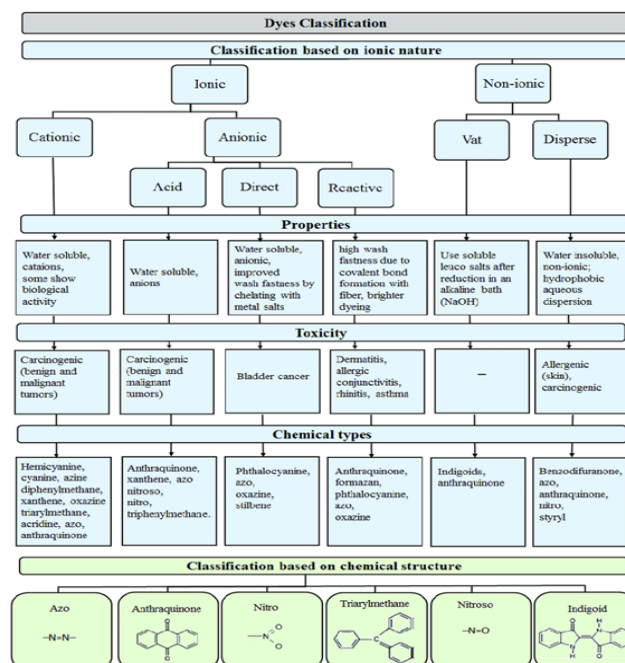 Dyes Classification
Classification based on ionic nature
Ionic
Non-ionic
Cationic
Anionic
Vat
Disperse
Acid
Direct
Reactive
Properties
Water soluble,
cataions,
some show
biological
activity
Water soluble,
anions
Water soluble,
anionic,
improved
wash fastness by
chelating with
metal salts
high wash
fastness due to
covalent bond
formation with
fiber, brighter
dyeing
Use soluble
leuco salts after
reduction in an
alkaline bath
(NaOH)
Water insoluble,
non-ionic;
hydrophobic
aqueous
dispersion
Toxicity
Carcinogenic
(benign and
malignant
tumors)
Carcinogenic
(benign and
malignant
tumors)
Bladder cancer
Dermatitis,
allergic
conjunctivitis,
rhinitis, asthma
–
Allergenic
(skin),
carcinogenic
Chemical types
Hemicyanine,
cyanine, azine
diphenylmethane,
xanthene, oxazine
triarylmethane,
acridine, azo,
anthraquinone
Anthraquinone,
xanthene, azo
nitroso,
nitro,
triphenylmethane.
Phthalocyanine,
azo,
oxazine,
stilbene
Anthraquinone,
formazan,
phthalocyanine,
azo,
oxazine
Indigoids,
anthraquinone
Benzodifuranone,
azo,
anthraquinone,
nitro,
styryl
Classification based on chemical structure
Azo
–N=N–
Anthraquinone
O
O
Nitro
N
O
O
Triarylmethane
C
Nitroso
–N=O
Indigoid
O
H
N
N
H
O